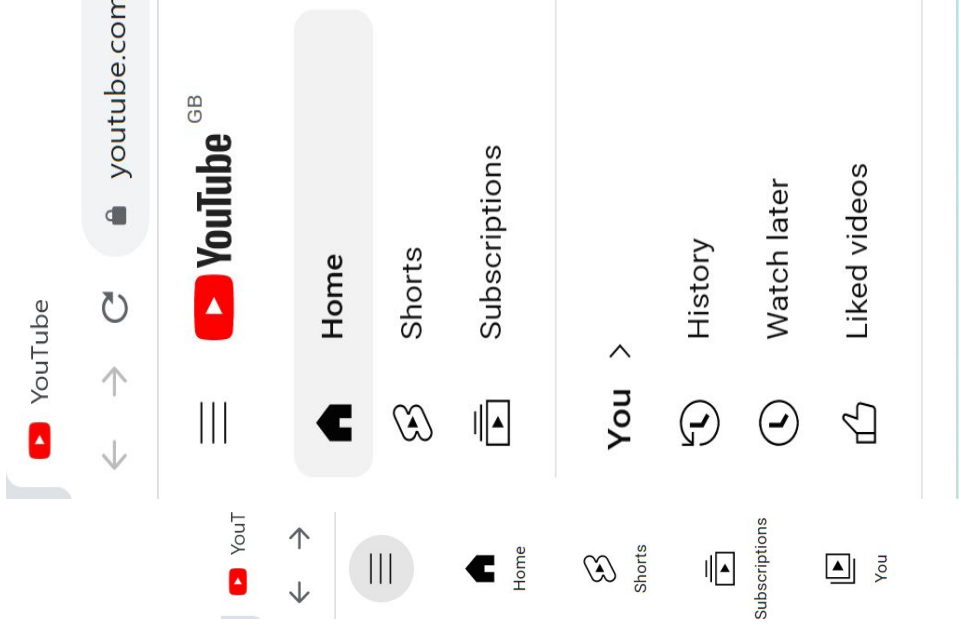 YouTube
youtube.com
YouTube GB
Home
Shorts
Subscriptions
You
History
Watch later
Liked videos
YouT
Home
Shorts
Subscriptions
You